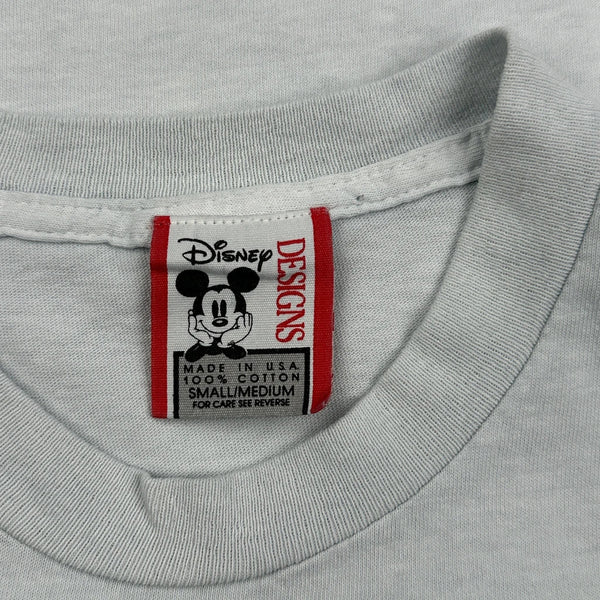 Disney
DESIGNS
MADE IN U.S.A.
100% COTTON
SMALL/MEDIUM
FOR CARE SEE REVERSE